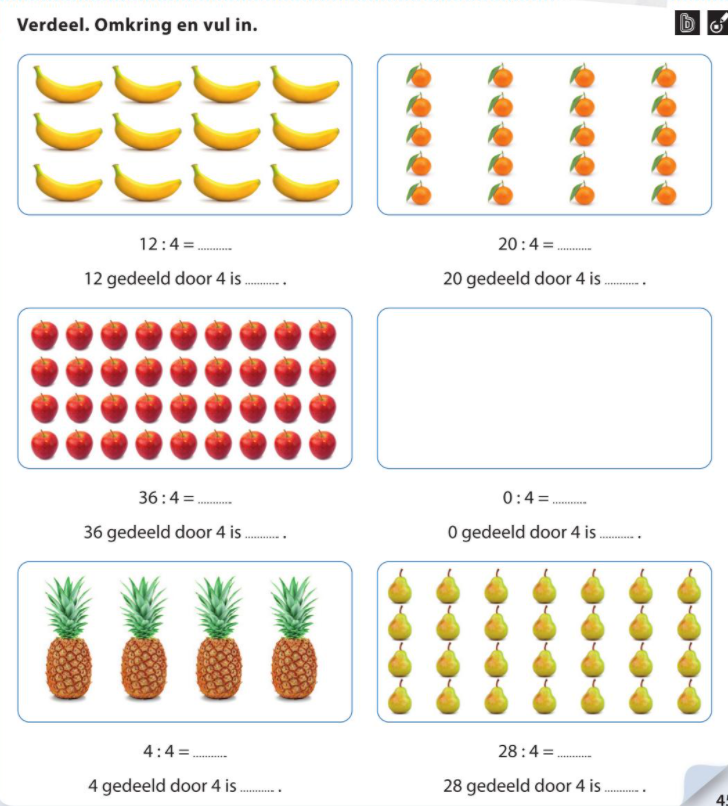 Verdeel. Omkring en vul in.
b
12 : 4 = ...........
20 : 4 = ...........
12 gedeeld door 4 is ........... .
20 gedeeld door 4 is ........... .
36 : 4 = ...........
0 : 4 = ...........
36 gedeeld door 4 is ........... .
0 gedeeld door 4 is ........... .
4 : 4 = ...........
28 : 4 = ...........
4 gedeeld door 4 is ........... .
28 gedeeld door 4 is ........... .